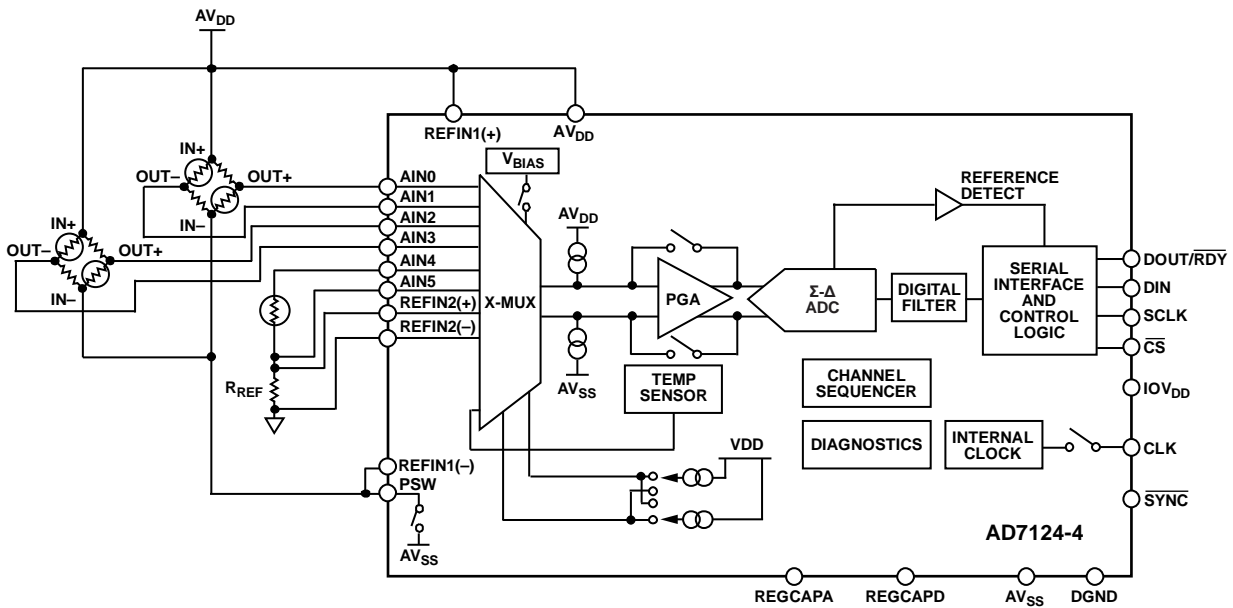 AVDD
REFIN1(+)
AVDD
IN+
OUT–
OUT+
IN–
IN+
OUT–
OUT+
IN–
RREF
AIN0
AIN1
AIN2
AIN3
AIN4
AIN5
REFIN2(+)
REFIN2(–)
REFIN1(–)
PSW
AVSS
VBIAS
X-MUX
AVDD
AVSS
PGA
TEMP
SENSOR
VDD
Σ-Δ
ADC
REFERENCE
DETECT
DIGITAL
FILTER
SERIAL
INTERFACE
AND
CONTROL
LOGIC
CHANNEL
SEQUENCER
DIAGNOSTICS
INTERNAL
CLOCK
DOUT/RDY
DIN
SCLK
CS
IOVDD
CLK
SYNC
AD7124-4
REGCAPA
REGCAPD
AVSS
DGND